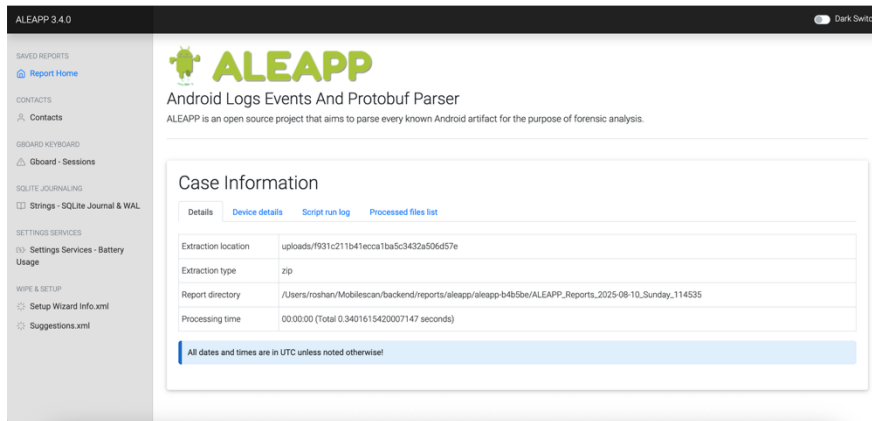 ALEAPP 3.4.0
Dark Switc
SAVED REPORTS
Report Home
CONTACTS
Contacts
GBOARD KEYBOARD
Gboard - Sessions
SQLITE JOURNALING
Strings - SQLite Journal & WAL
SETTINGS SERVICES
Settings Services - Battery
Usage
WIPE & SETUP
Setup Wizard Info.xml
Suggestions.xml
ALEAPP
Android Logs Events And Protobuf Parser
ALEAPP is an open source project that aims to parse every known Android artifact for the purpose of forensic analysis.
Case Information
Details Device details Script run log Processed files list
Extraction location uploads/f931c211b41ecca1ba5c3432a506d57e
Extraction type zip
Report directory /Users/roshan/Mobilescan/backend/reports/aleapp/aleapp-b4b5be/ALEAPP_Reports_2025-08-10_Sunday_114535
Processing time 00:00:00 (Total 0.3401615420007147 seconds)
All dates and times are in UTC unless noted otherwise!